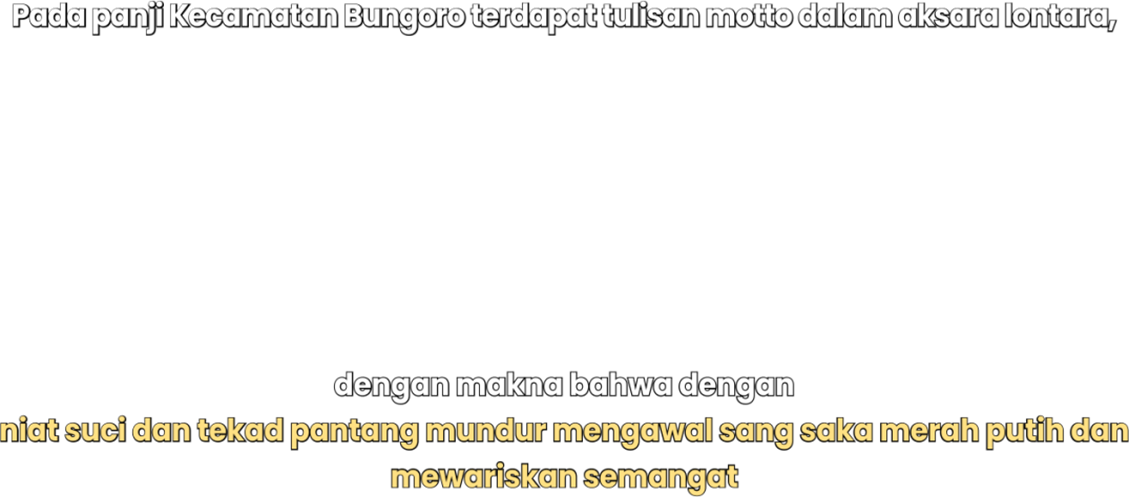 Pada panji Kecamatan Bungoro terdapat tulisan motto dalam aksara lontara,
dengan makna bahwa dengan
niat suci dan tekad pantang mundur mengawal sang saka merah putih dan
mewariskan semangat